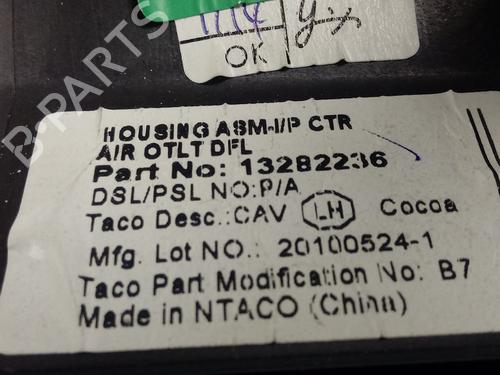 OK
HOUSING ASM-I/P CTR
AIR OTLT DFL
Part No: 13282236
DSL/PSL NO:P/A
Taco Desc.:CAV LH Cocoa
Mfg. Lot NO.: 20100524-1
Taco Part Modification No: B7
Made in NTACO (China)